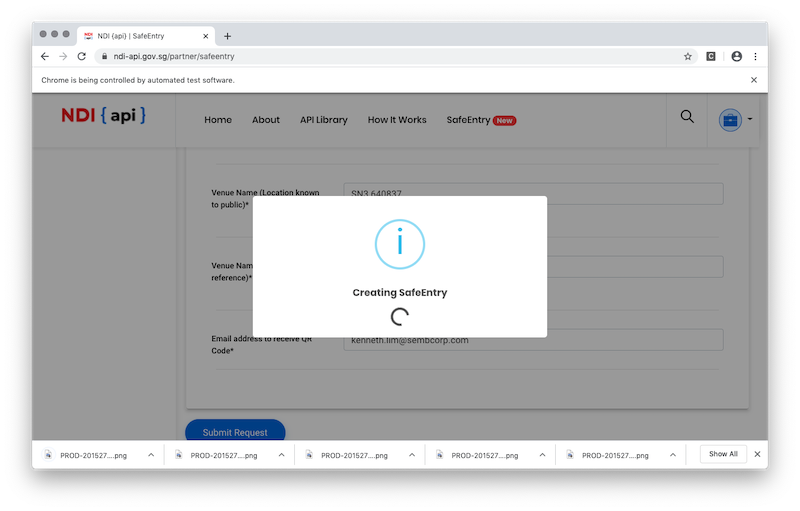 NDI {api} | SafeEntry
ndi-api.gov.sg/partner/safeentry
Chrome is being controlled by automated test software.
NDI { api }
Home About API Library How It Works SafeEntry New
Venue Name (Location known
to public)*
SN3 640837
Venue Nam
reference)*
i
Creating SafeEntry
Email address to receive QR
Code*
kenneth.lim@sembcorp.com
Submit Request
PROD-201527....png PROD-201527....png PROD-201527....png PROD-201527....png PROD-201527....png Show All